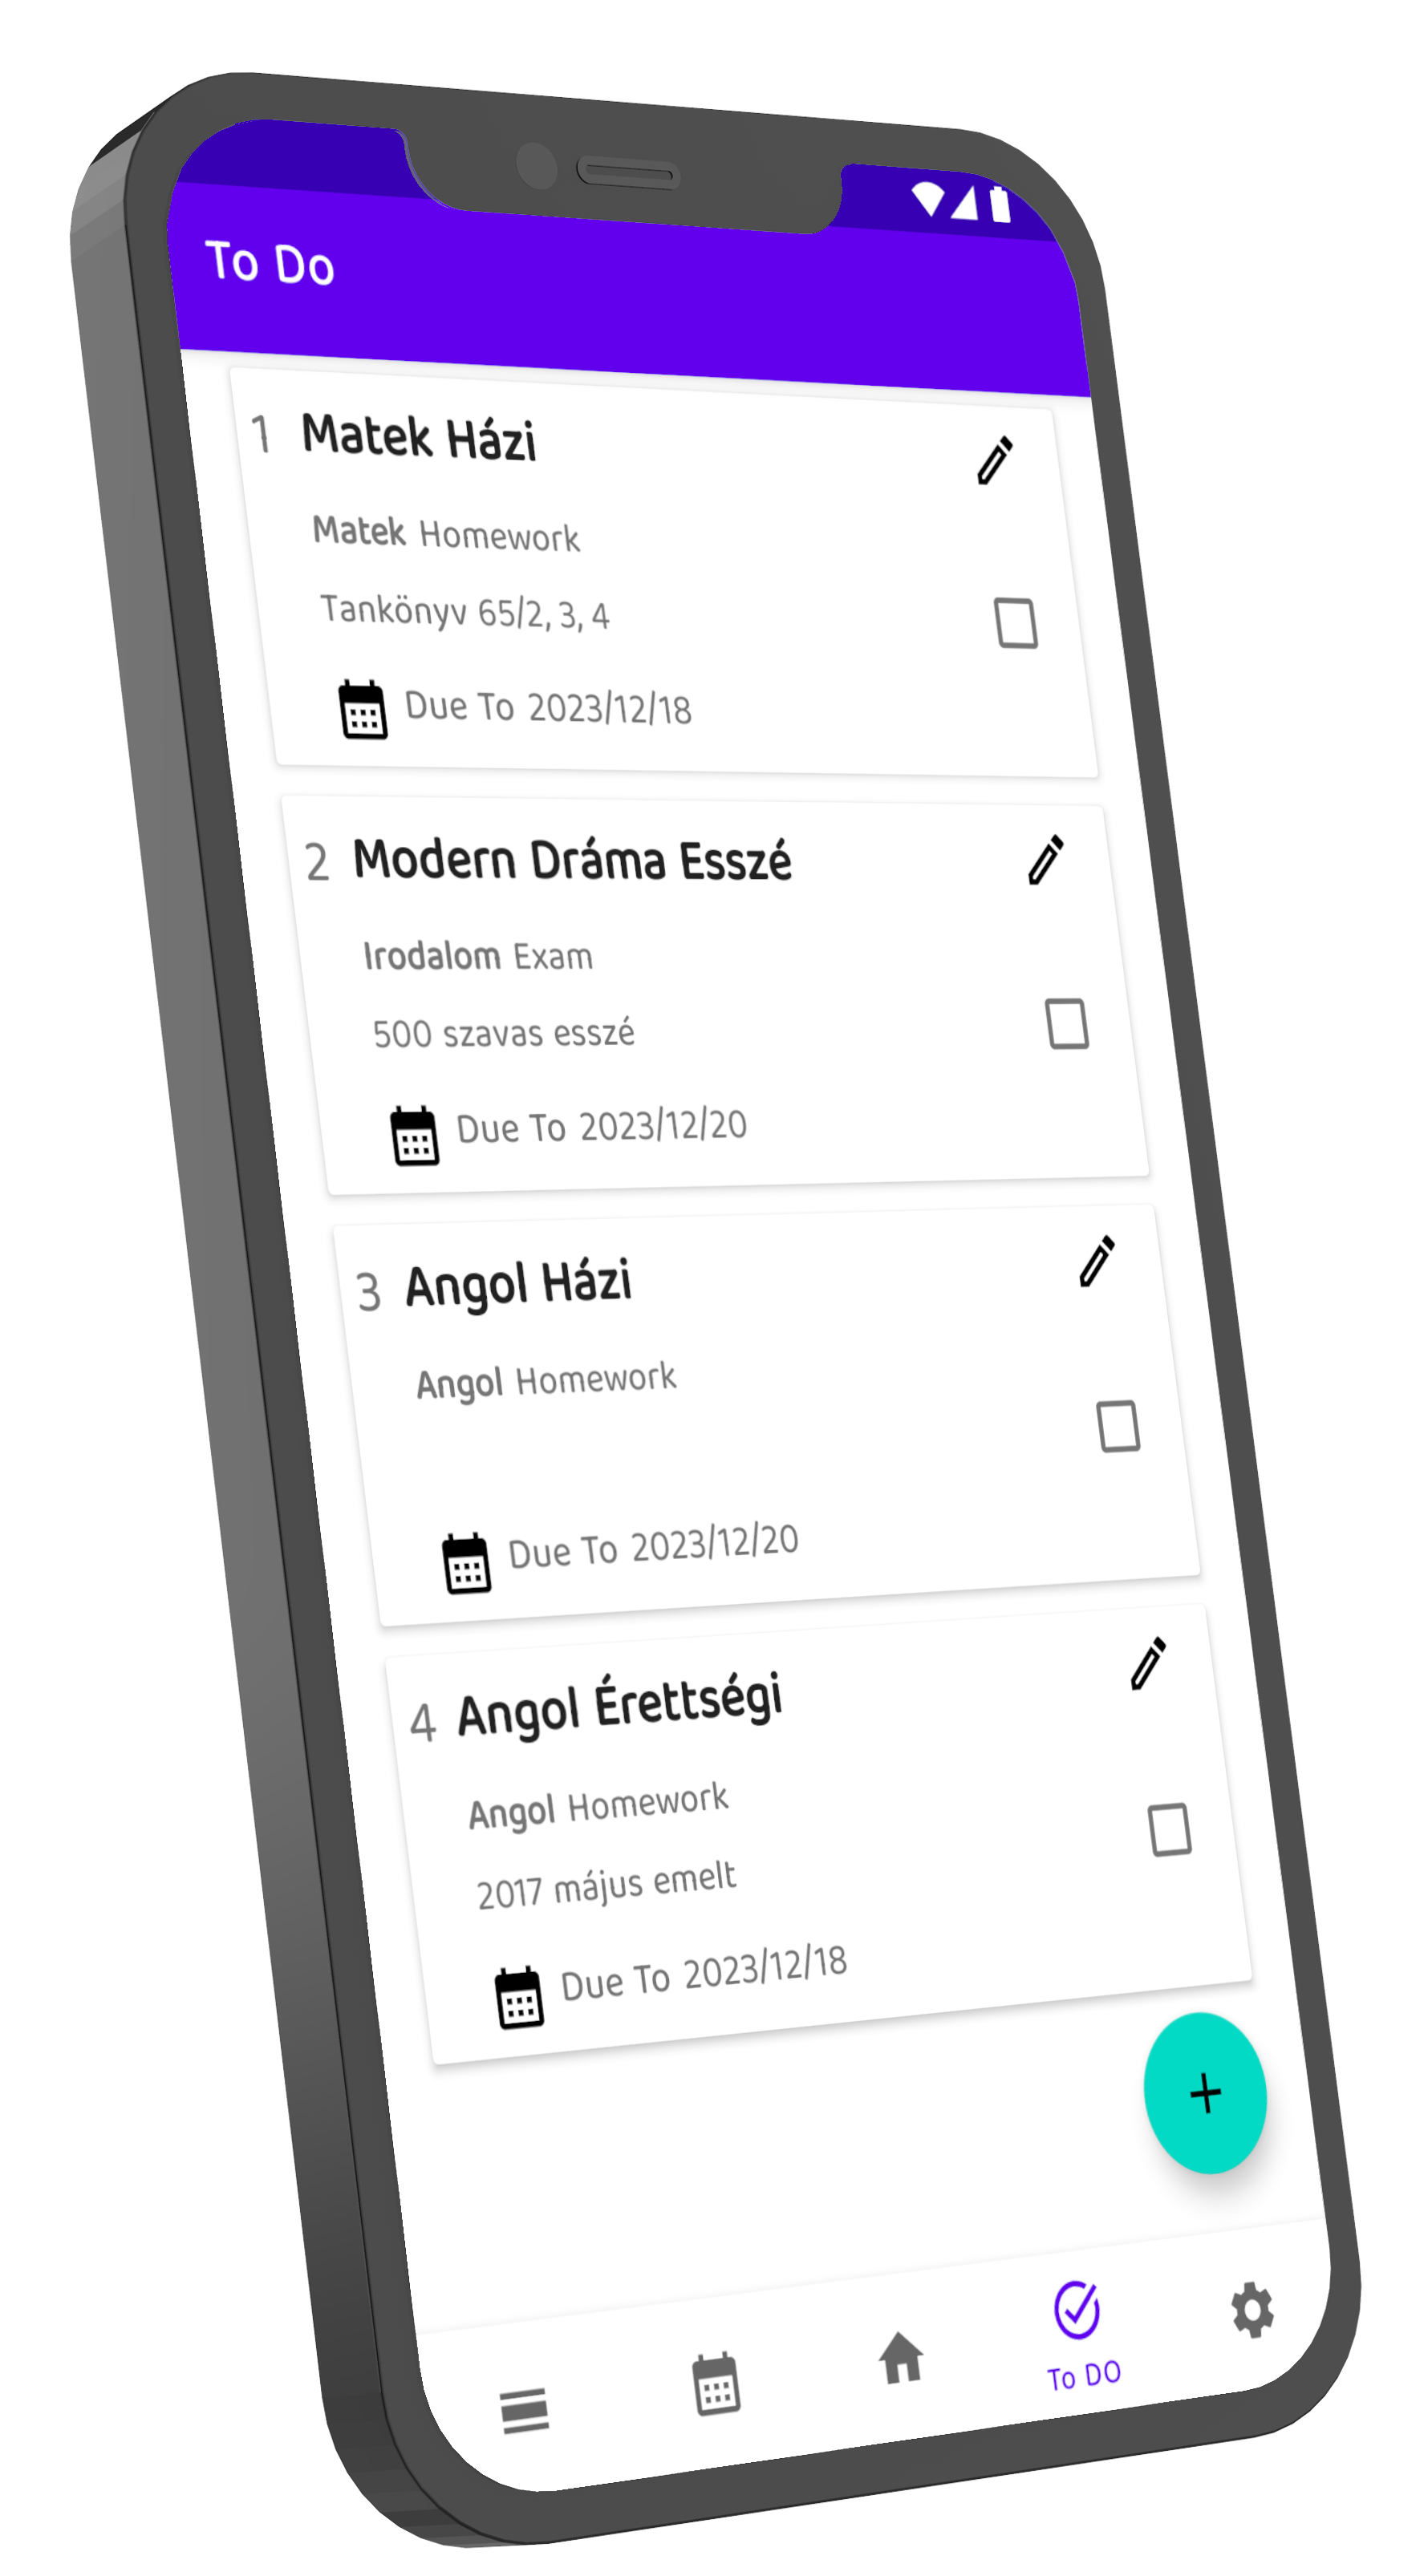 To Do
1 Matek Házi
Matek Homework
Tankönyv 65/2, 3, 4
Due To 2023/12/18
2 Modern Dráma Esszé
Irodalom Exam
500 szavas esszé
Due To 2023/12/20
3 Angol Házi
Angol Homework
Due To 2023/12/20
4 Angol Érettségi
Angol Homework
2017 május emelt
Due To 2023/12/18
+
To DO